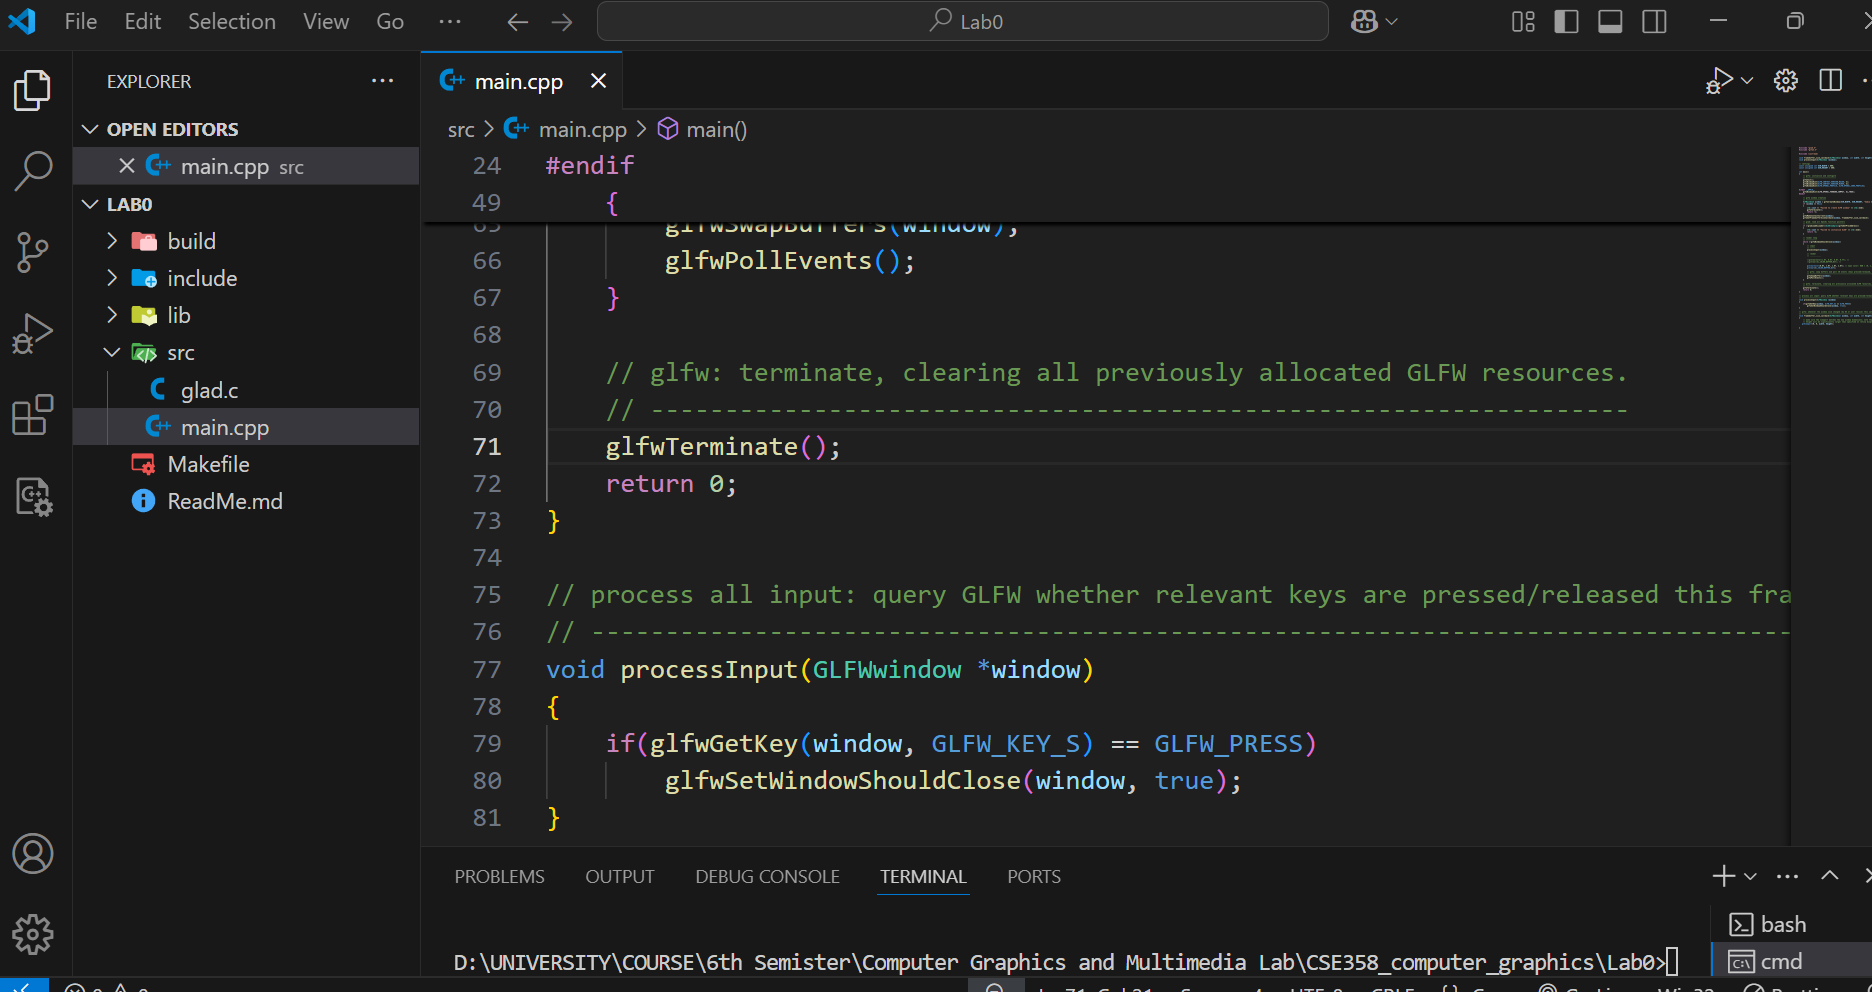 File Edit Selection View Go ··· Lab0
EXPLORER ···
OPEN EDITORS
main.cpp src
LAB0
build
include
lib
src
glad.c
main.cpp
Makefile
ReadMe.md
main.cpp
src > main.cpp > main()
24 #endif
49 {
65 glfwSwapBuffers(window);
66 glfwPollEvents();
67 }
68
69 // glfw: terminate, clearing all previously allocated GLFW resources.
70 // ------------------------------------------------------------------
71 glfwTerminate();
72 return 0;
73 }
74
75 // process all input: query GLFW whether relevant keys are pressed/released this fra
76 // ---------------------------------------------------------------------------------
77 void processInput(GLFWwindow *window)
78 {
79 if(glfwGetKey(window, GLFW_KEY_S) == GLFW_PRESS)
80 glfwSetWindowShouldClose(window, true);
81 }
PROBLEMS OUTPUT DEBUG CONSOLE TERMINAL PORTS
D:\UNIVERSITY\COURSE\6th Semister\Computer Graphics and Multimedia Lab\CSE358_computer_graphics\Lab0>
bash
cmd